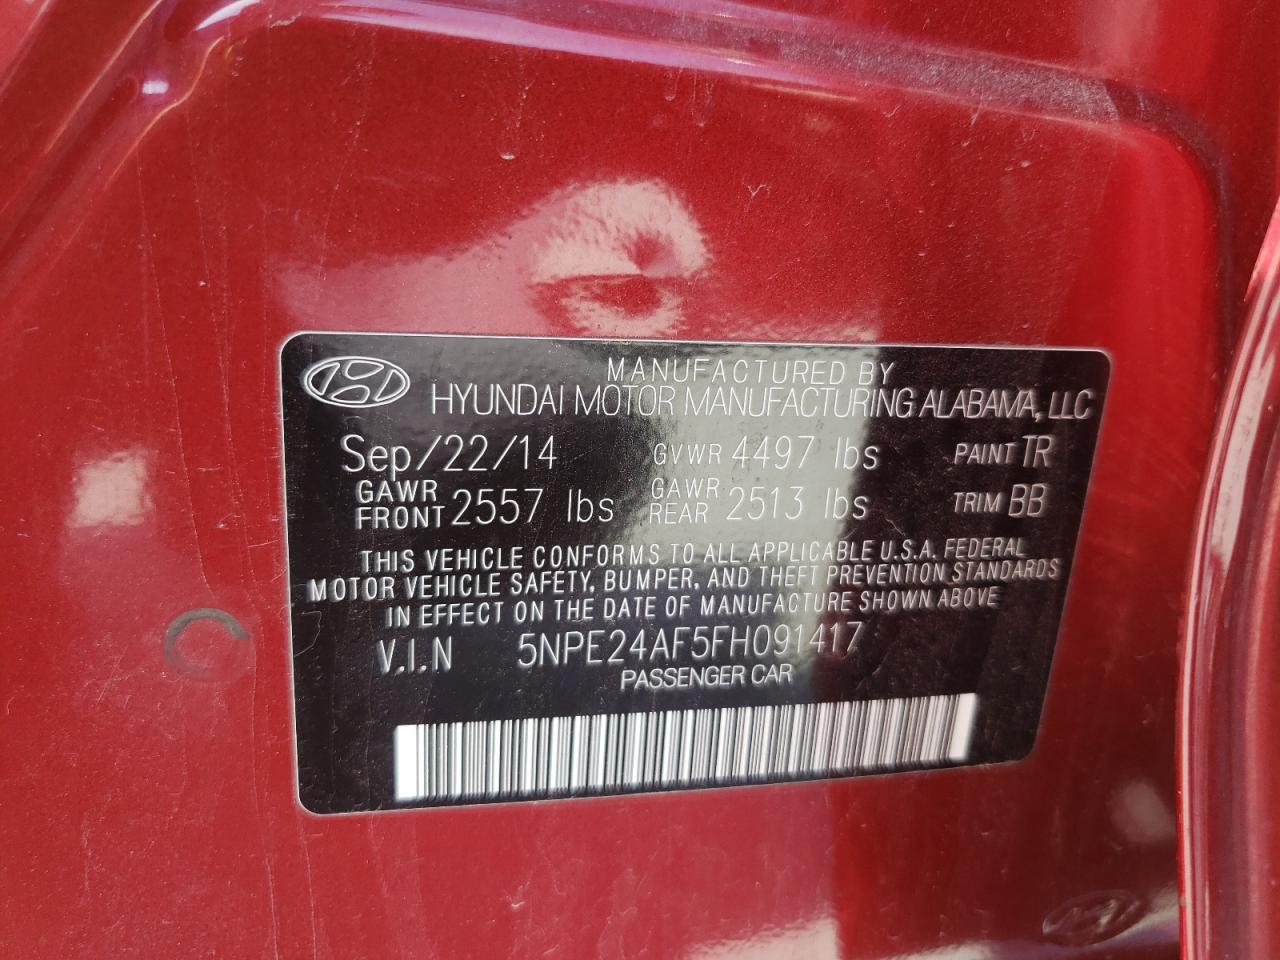 MANUFACTURED BY
HYUNDAI MOTOR MANUFACTURING ALABAMA, LLC
Sep/22/14 GVWR 4497 lbs PAINT TR
GAWR FRONT 2557 lbs GAWR REAR 2513 lbs TRIM BB
THIS VEHICLE CONFORMS TO ALL APPLICABLE U.S.A. FEDERAL
MOTOR VEHICLE SAFETY, BUMPER, AND THEFT PREVENTION STANDARDS
IN EFFECT ON THE DATE OF MANUFACTURE SHOWN ABOVE
V.I.N 5NPE24AF5FH091417
PASSENGER CAR